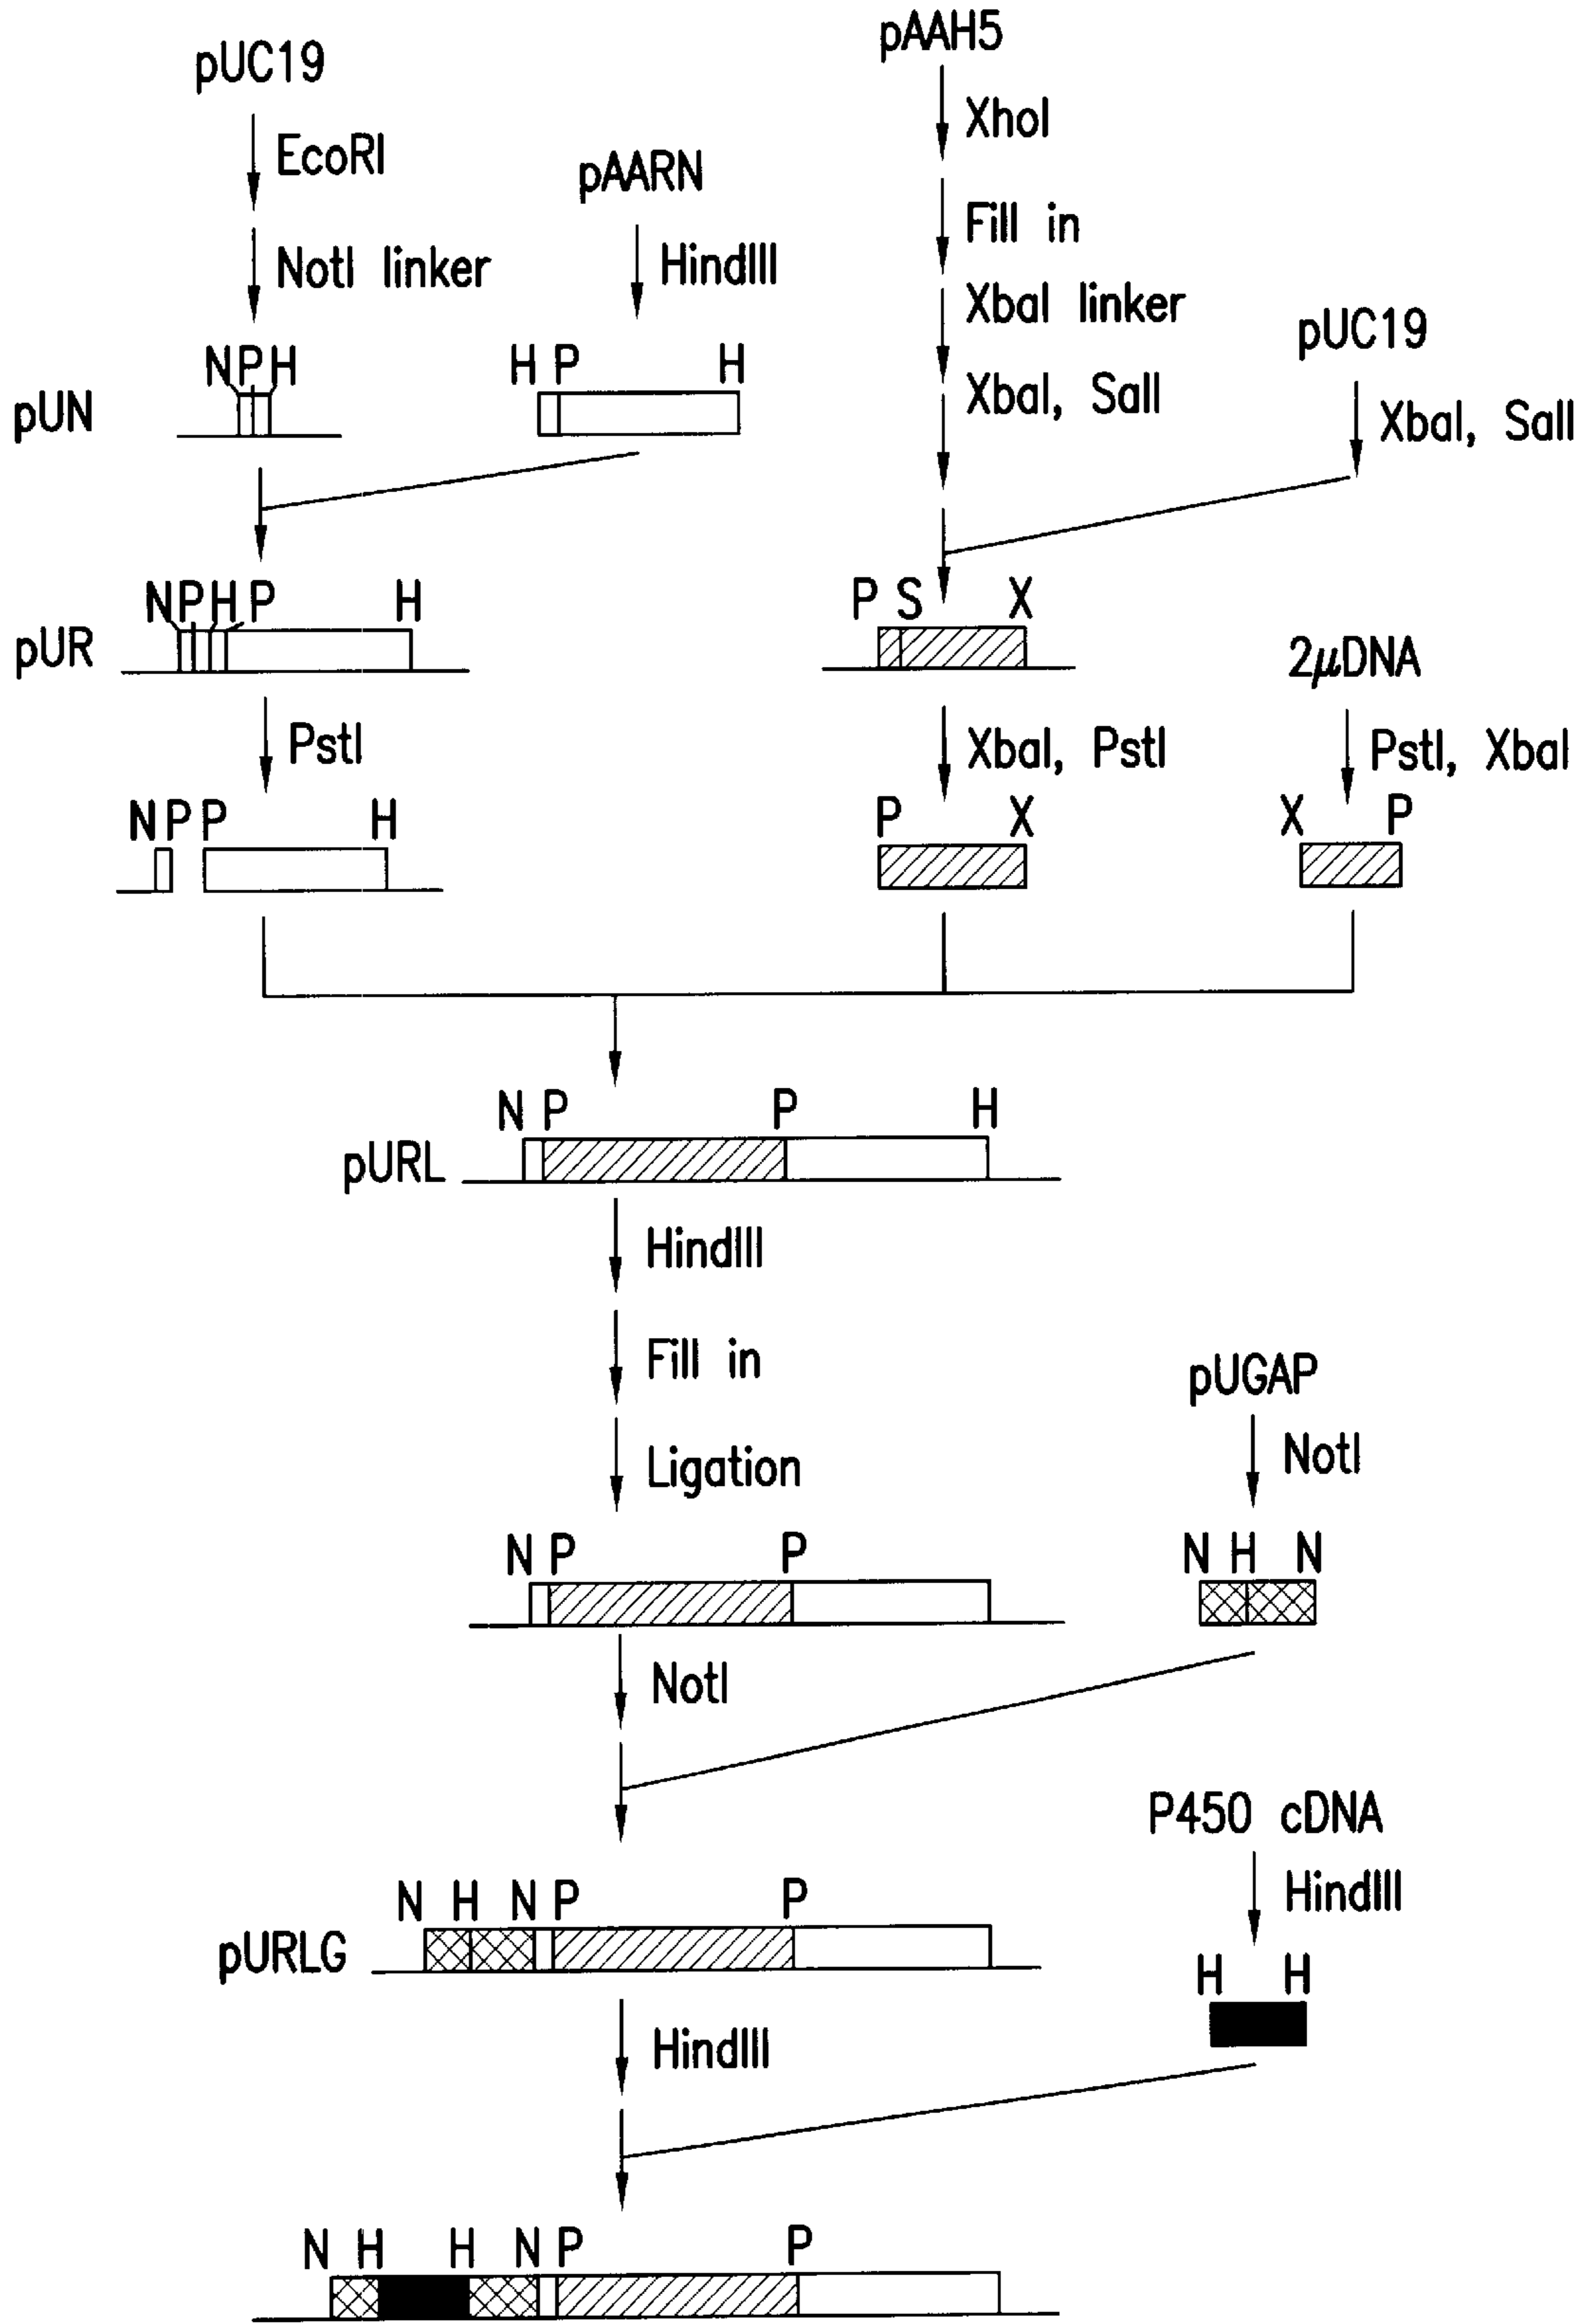 pAAH5
pUC19
XhoI
EcoRI
pAARN
Fill in
NotI linker
HindIII
XbaI linker
pUC19
N P H
H P H
XbaI, SalI
XbaI, SalI
pUN
N P H P H
P S X
pUR
2μDNA
PstI
XbaI, PstI
PstI, XbaI
N P P H
P X
X P
N P P H
pURL
HindIII
Fill in
pUGAP
NotI
Ligation
N P P
N H N
NotI
P450 cDNA
HindIII
N H N P P
pURLG
H H
HindIII
N H H N P P